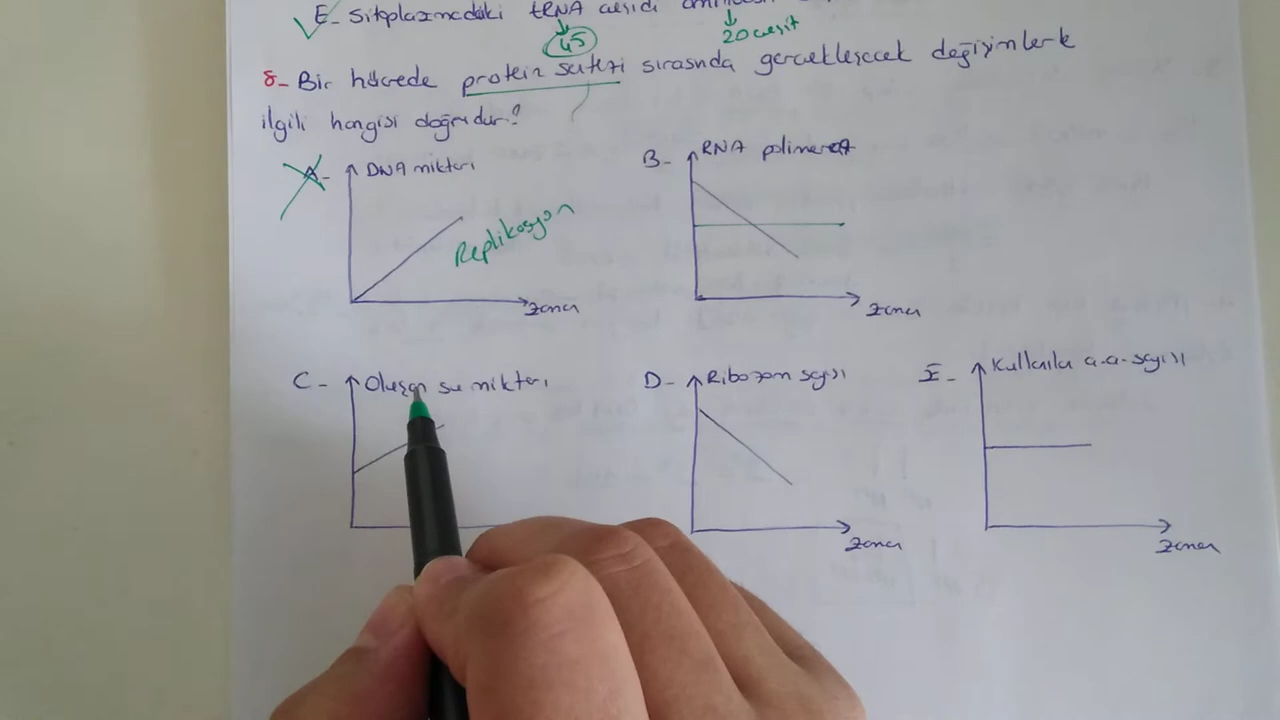 E- Sitoplazmadaki tRNA çeşidi
45
20 çeşit
8- Bir hücrede protein sentezi sırasında gerçekleşecek değişimlerle
ilgili hangisi doğrudur?
A- DNA miktarı
Replikasyon
zaman
B- RNA polimeraz
zaman
C- Oluşan su miktarı
D- Ribozom sayısı
zaman
E- Kullanılan a.a. sayısı
zaman